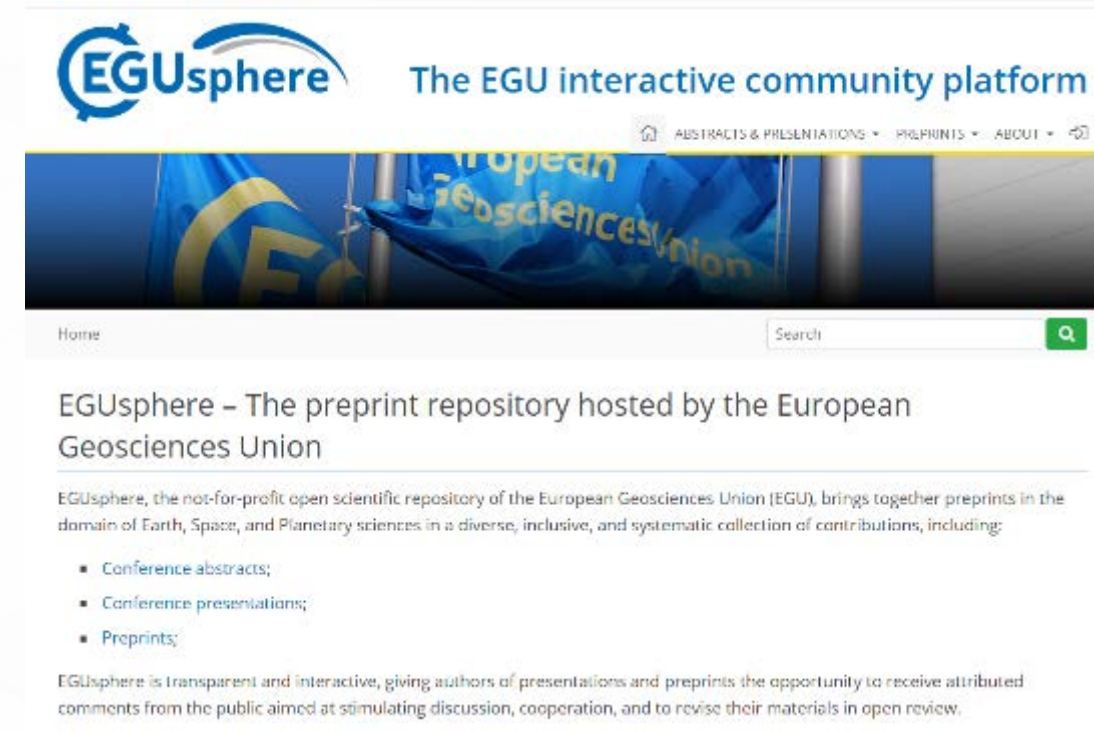 EGUsphere
The EGU interactive community platform
ABSTRACTS & PRESENTATIONS PREPRINTS ABOUT
European
Geosciences Union
Home
Search
EGUsphere – The preprint repository hosted by the European
Geosciences Union
EGUsphere, the not-for-profit open scientific repository of the European Geosciences Union (EGU), brings together preprints in the
domain of Earth, Space, and Planetary sciences in a diverse, inclusive, and systematic collection of contributions, including:
▪ Conference abstracts;
▪ Conference presentations;
▪ Preprints;
EGUsphere is transparent and interactive, giving authors of presentations and preprints the opportunity to receive attributed
comments from the public aimed at stimulating discussion, cooperation, and to revise their materials in open review.